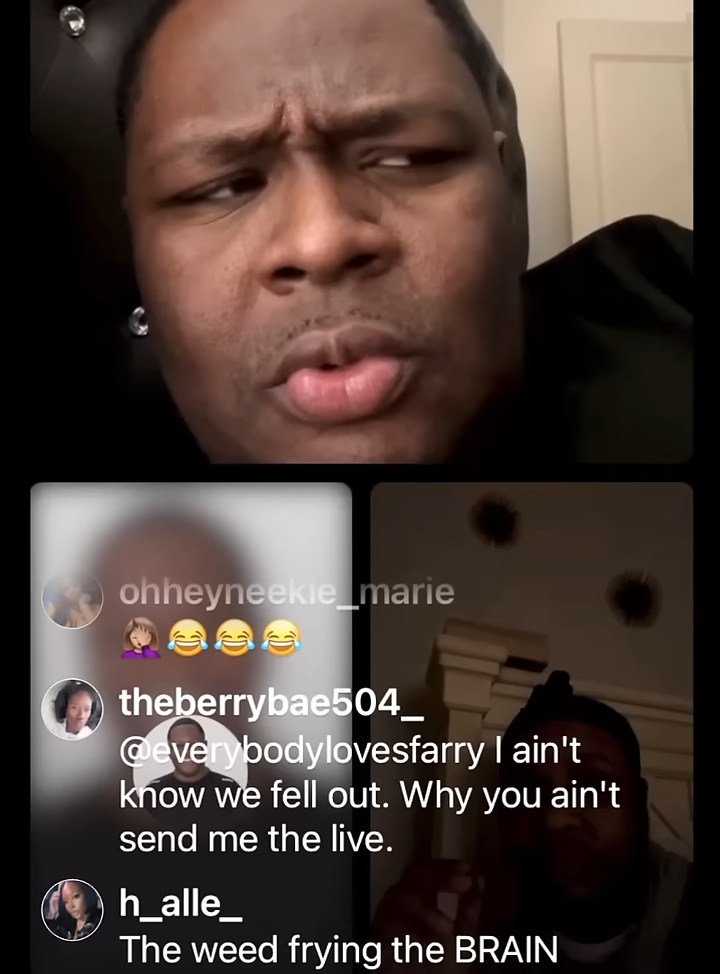 ohheyneekie_marie
🤦🏽‍♀️😂😂😂
theberrybae504_
@everybodylovesfarry I ain't
know we fell out. Why you ain't
send me the live.
h_alle_
The weed frying the BRAIN